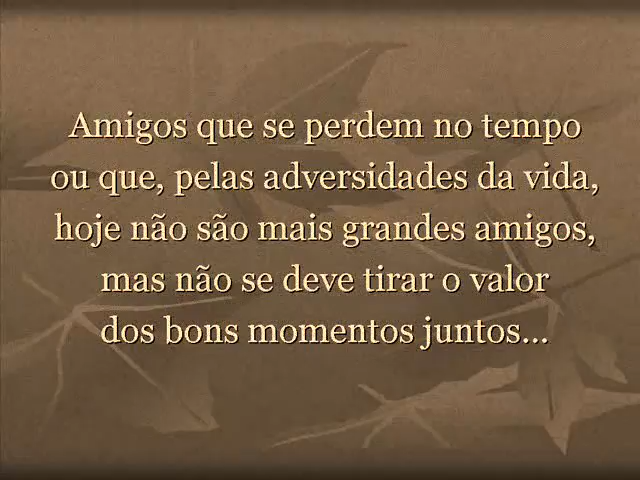 Amigos que se perdem no tempo
ou que, pelas adversidades da vida,
hoje não são mais grandes amigos,
mas não se deve tirar o valor
dos bons momentos juntos...